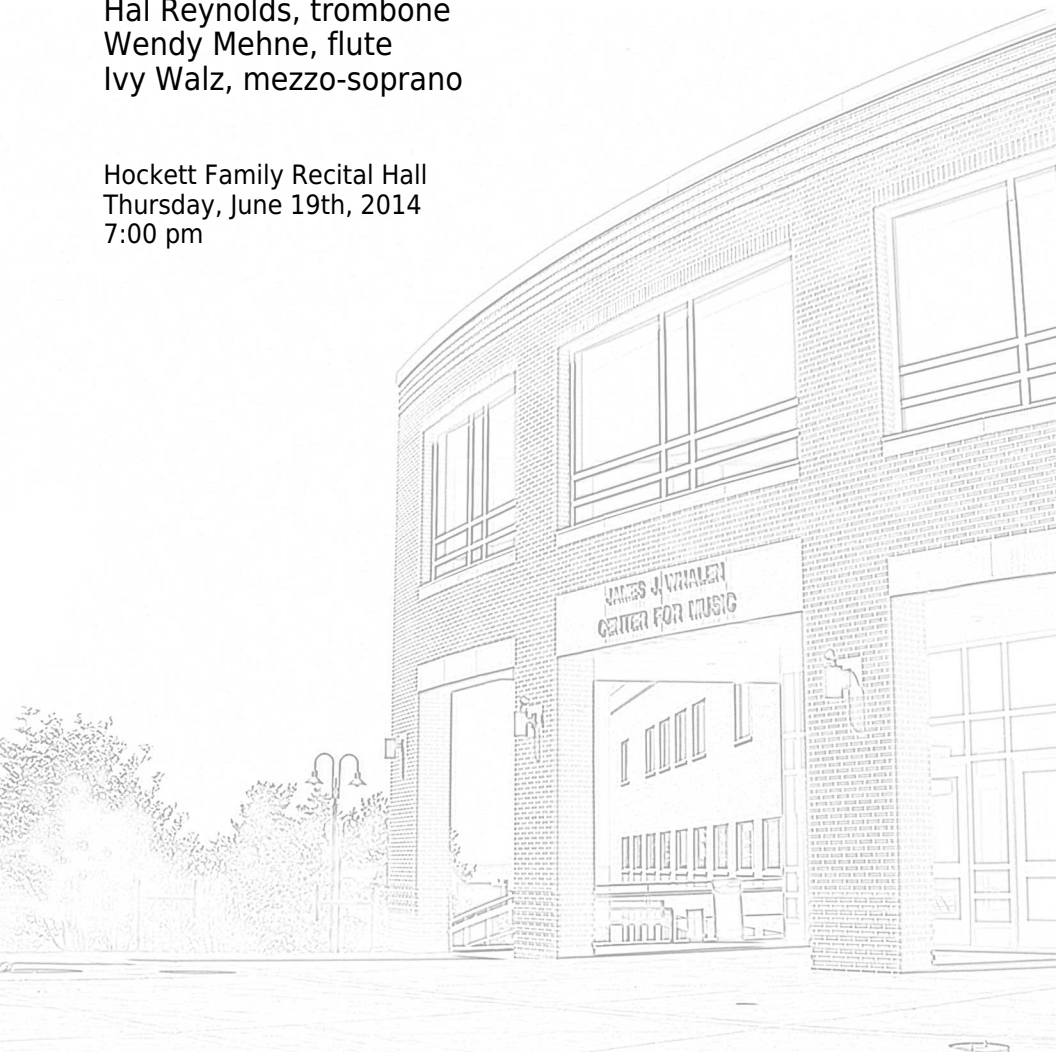 Hal Reynolds, trombone
Wendy Mehne, flute
Ivy Walz, mezzo-soprano
Hockett Family Recital Hall
Thursday, June 19th, 2014
7:00 pm
JAMES J. WHALEN
CENTER FOR MUSIC